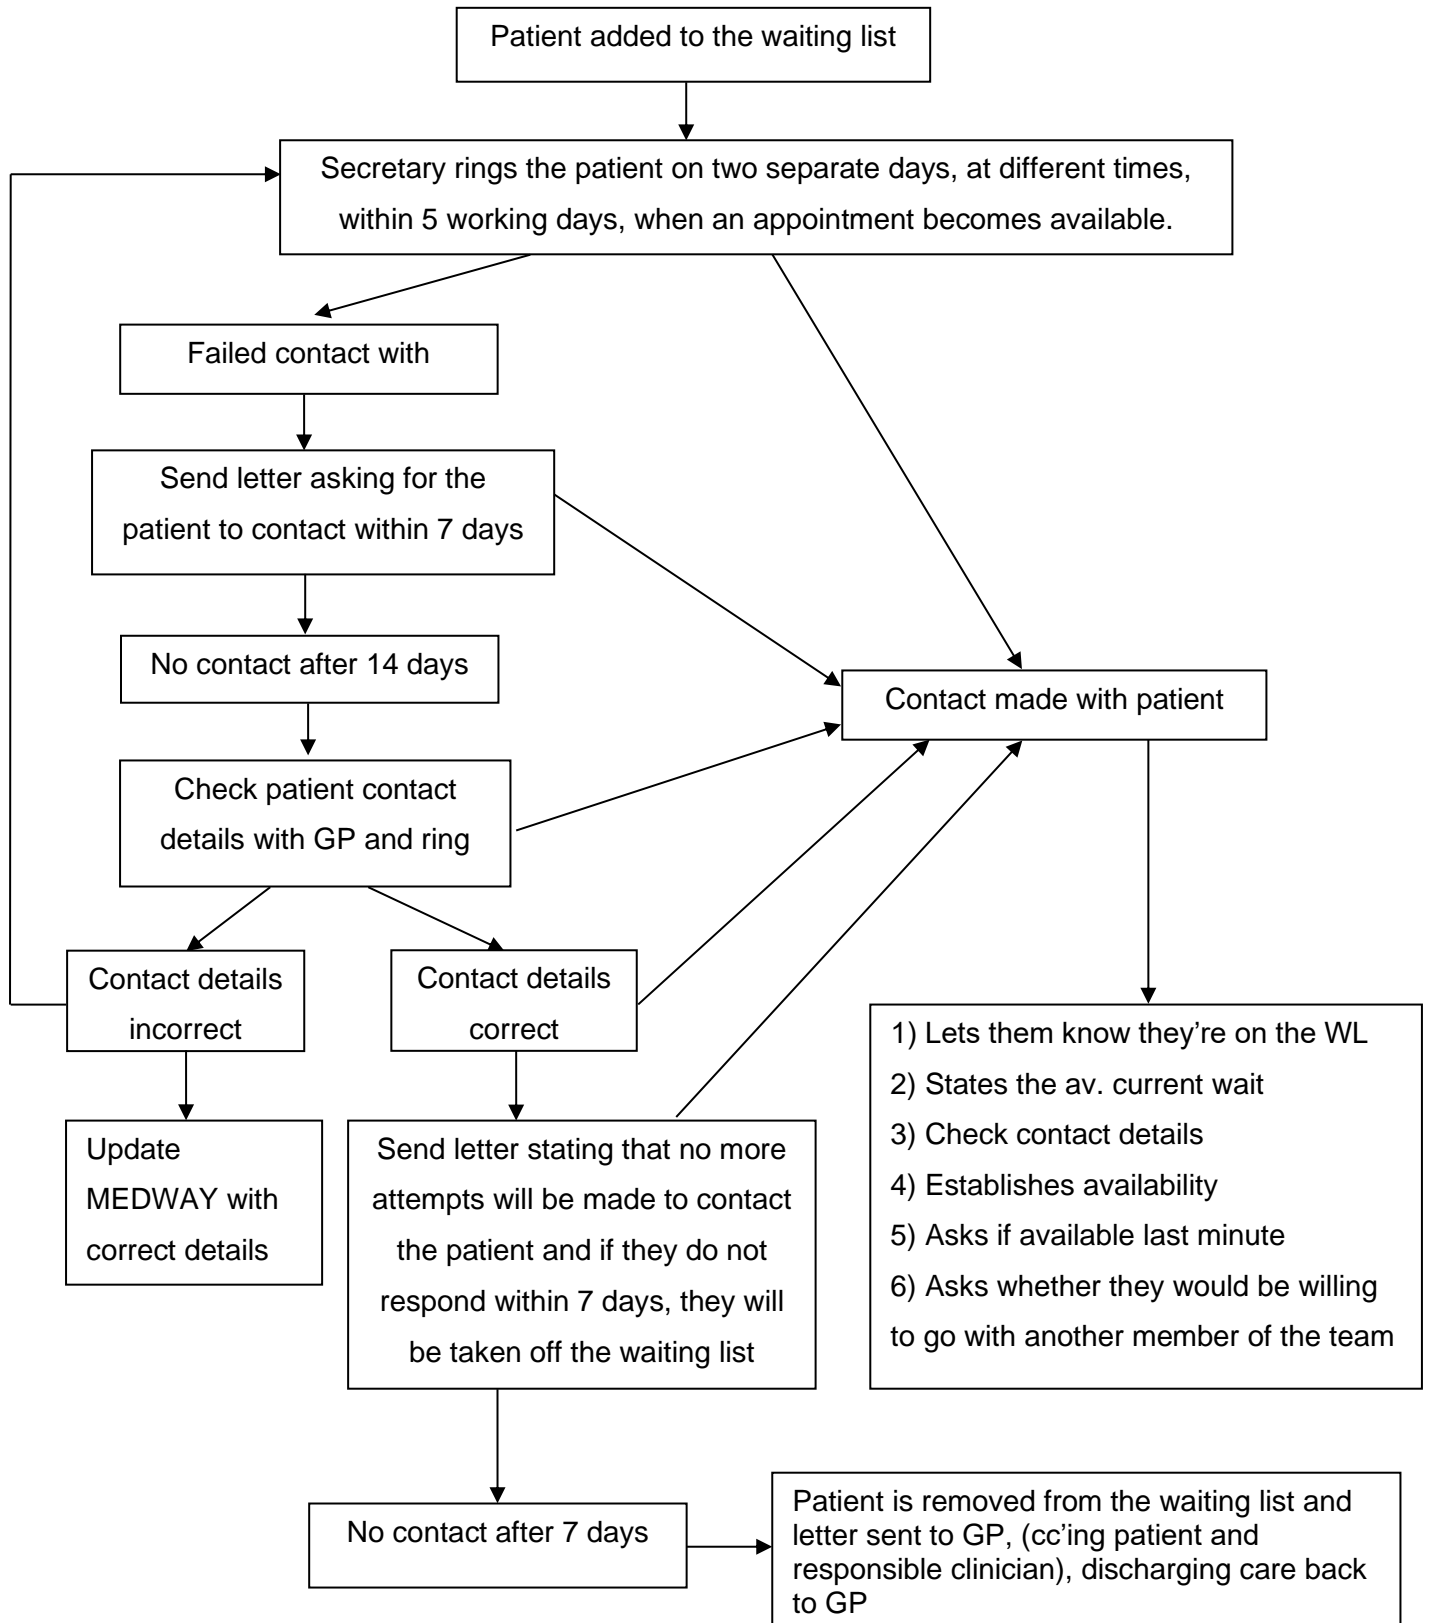 Patient added to the waiting list
Secretary rings the patient on two separate days, at different times,
within 5 working days, when an appointment becomes available.
Failed contact with
Send letter asking for the
patient to contact within 7 days
No contact after 14 days
Contact made with patient
Check patient contact
details with GP and ring
Contact details
incorrect
Contact details
correct
Update
MEDWAY with
correct details
Send letter stating that no more
attempts will be made to contact
the patient and if they do not
respond within 7 days, they will
be taken off the waiting list
1) Lets them know they’re on the WL
2) States the av. current wait
3) Check contact details
4) Establishes availability
5) Asks if available last minute
6) Asks whether they would be willing
to go with another member of the team
No contact after 7 days
Patient is removed from the waiting list and
letter sent to GP, (cc’ing patient and
responsible clinician), discharging care back
to GP